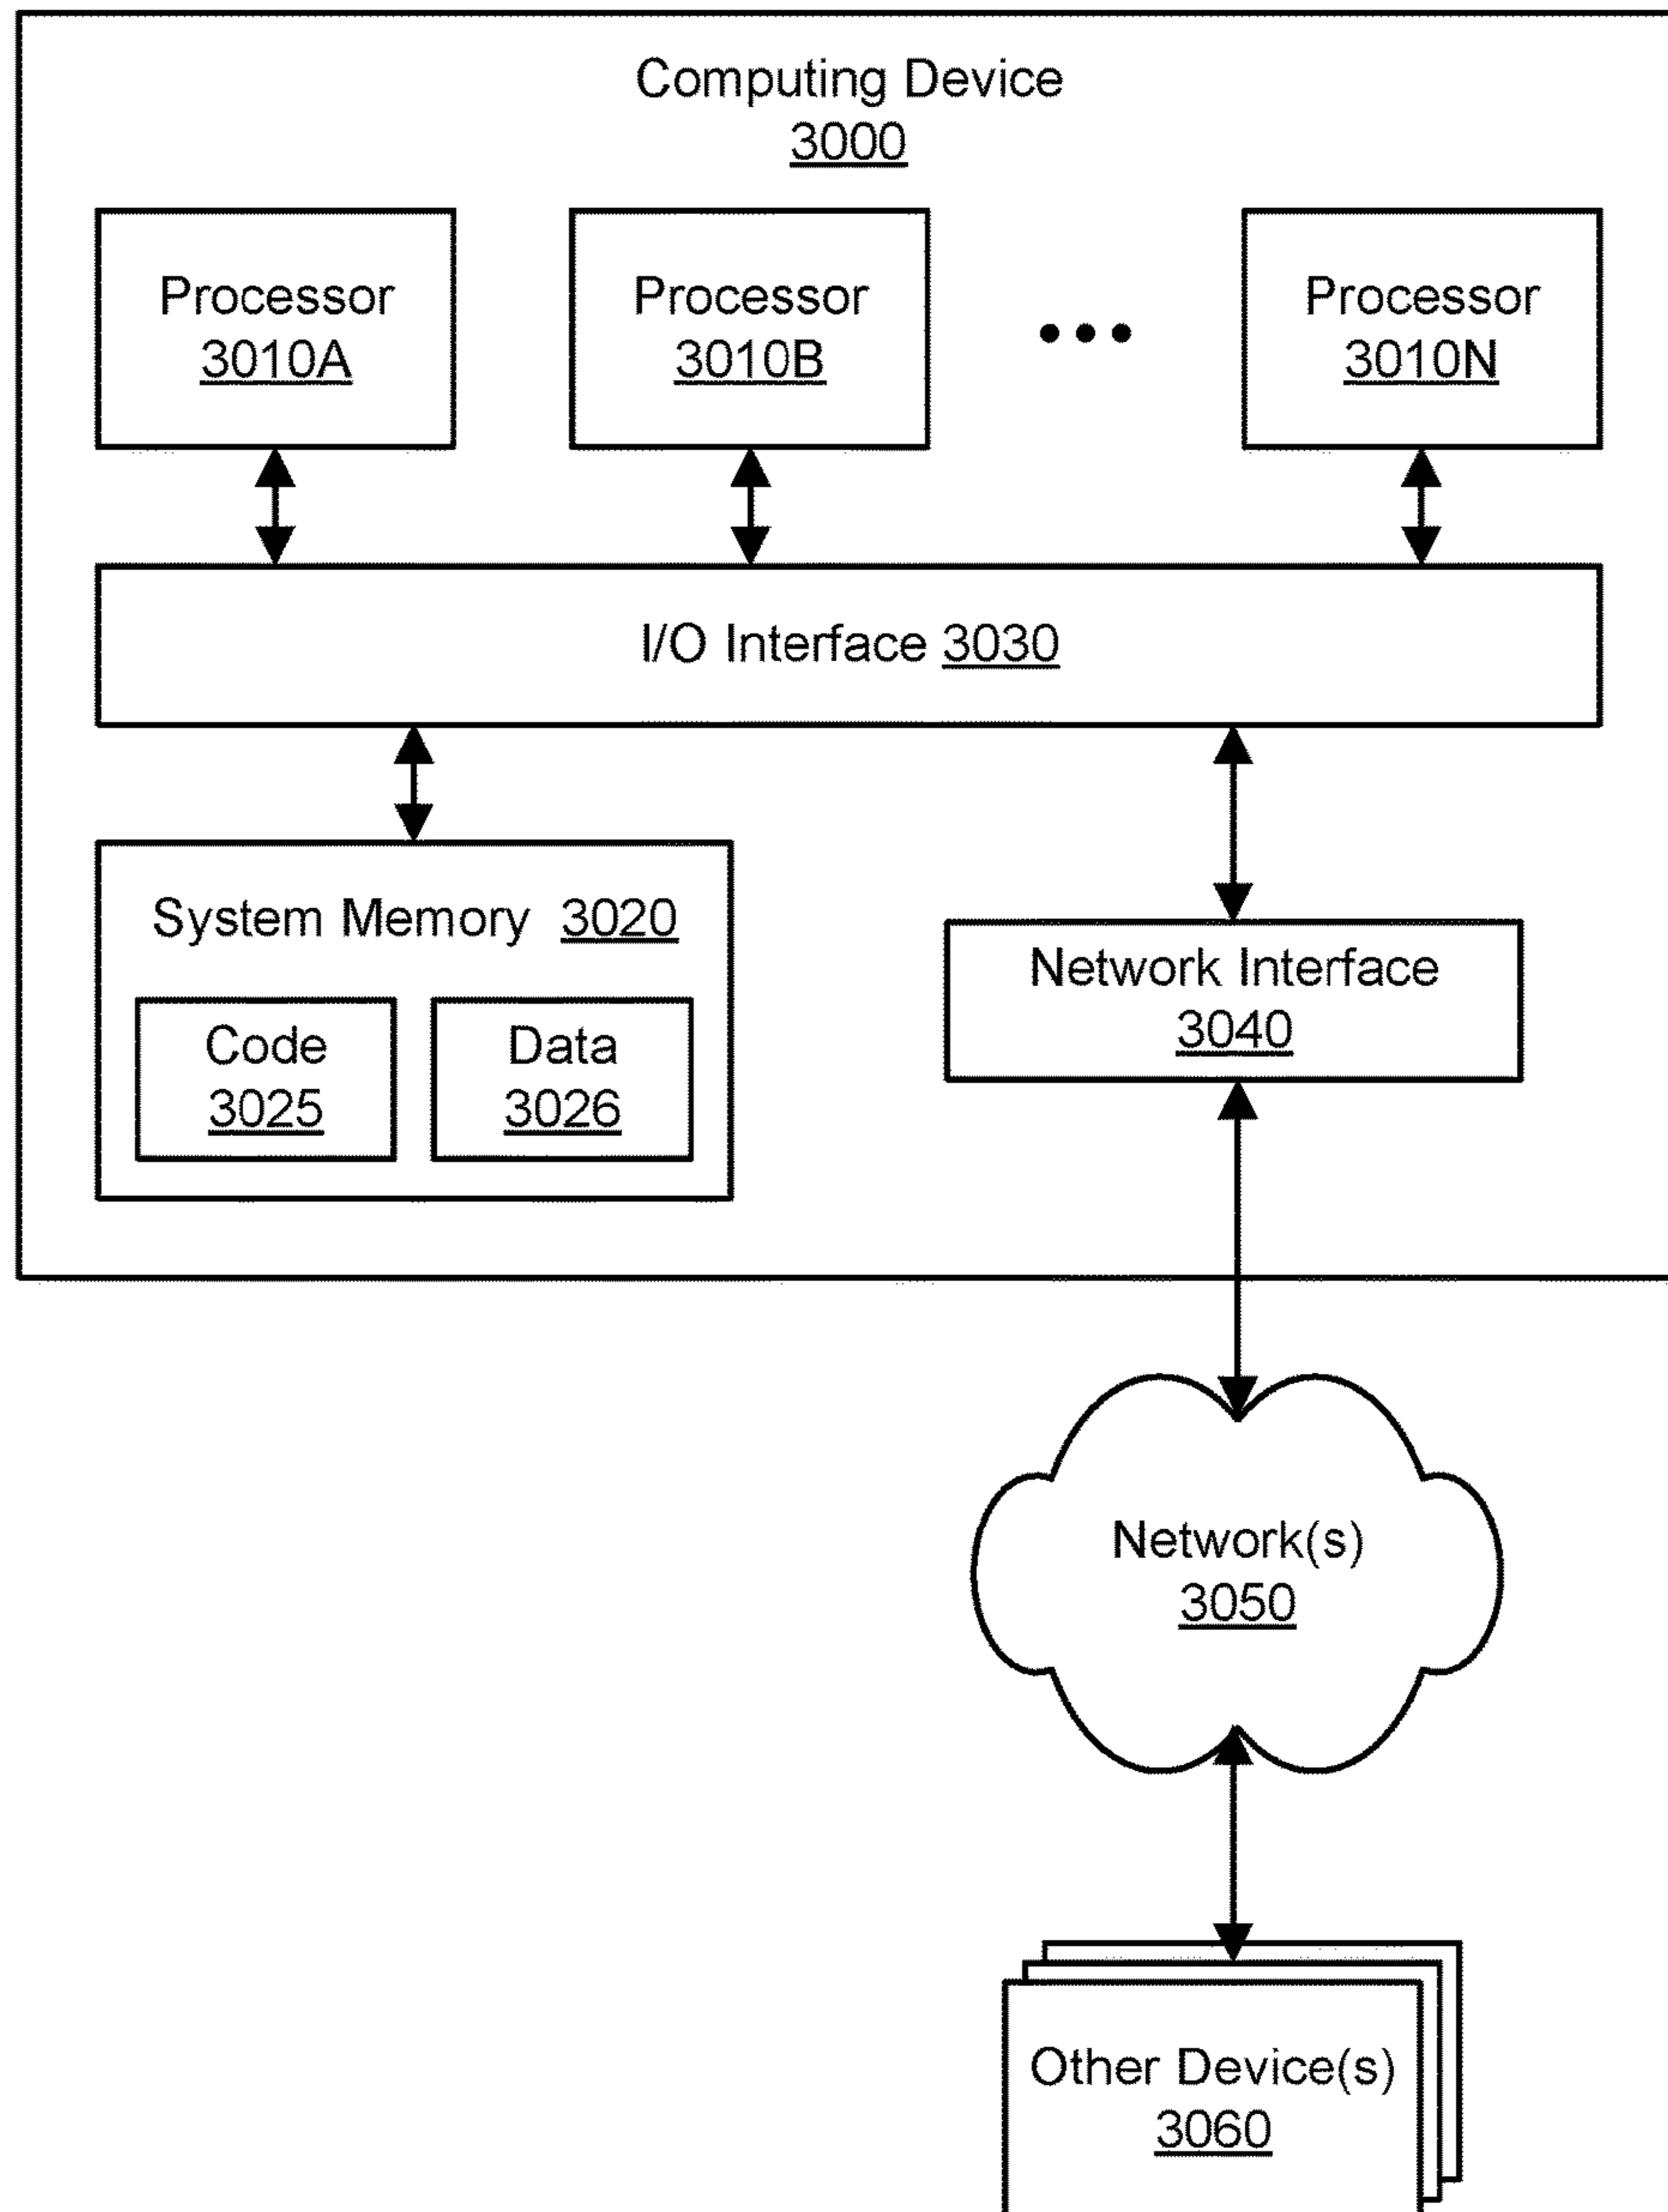 Computing Device
3000
Processor
3010A
Processor
3010B
Processor
3010N
I/O Interface 3030
System Memory 3020
Code
3025
Data
3026
Network Interface
3040
Network(s)
3050
Other Device(s)
3060